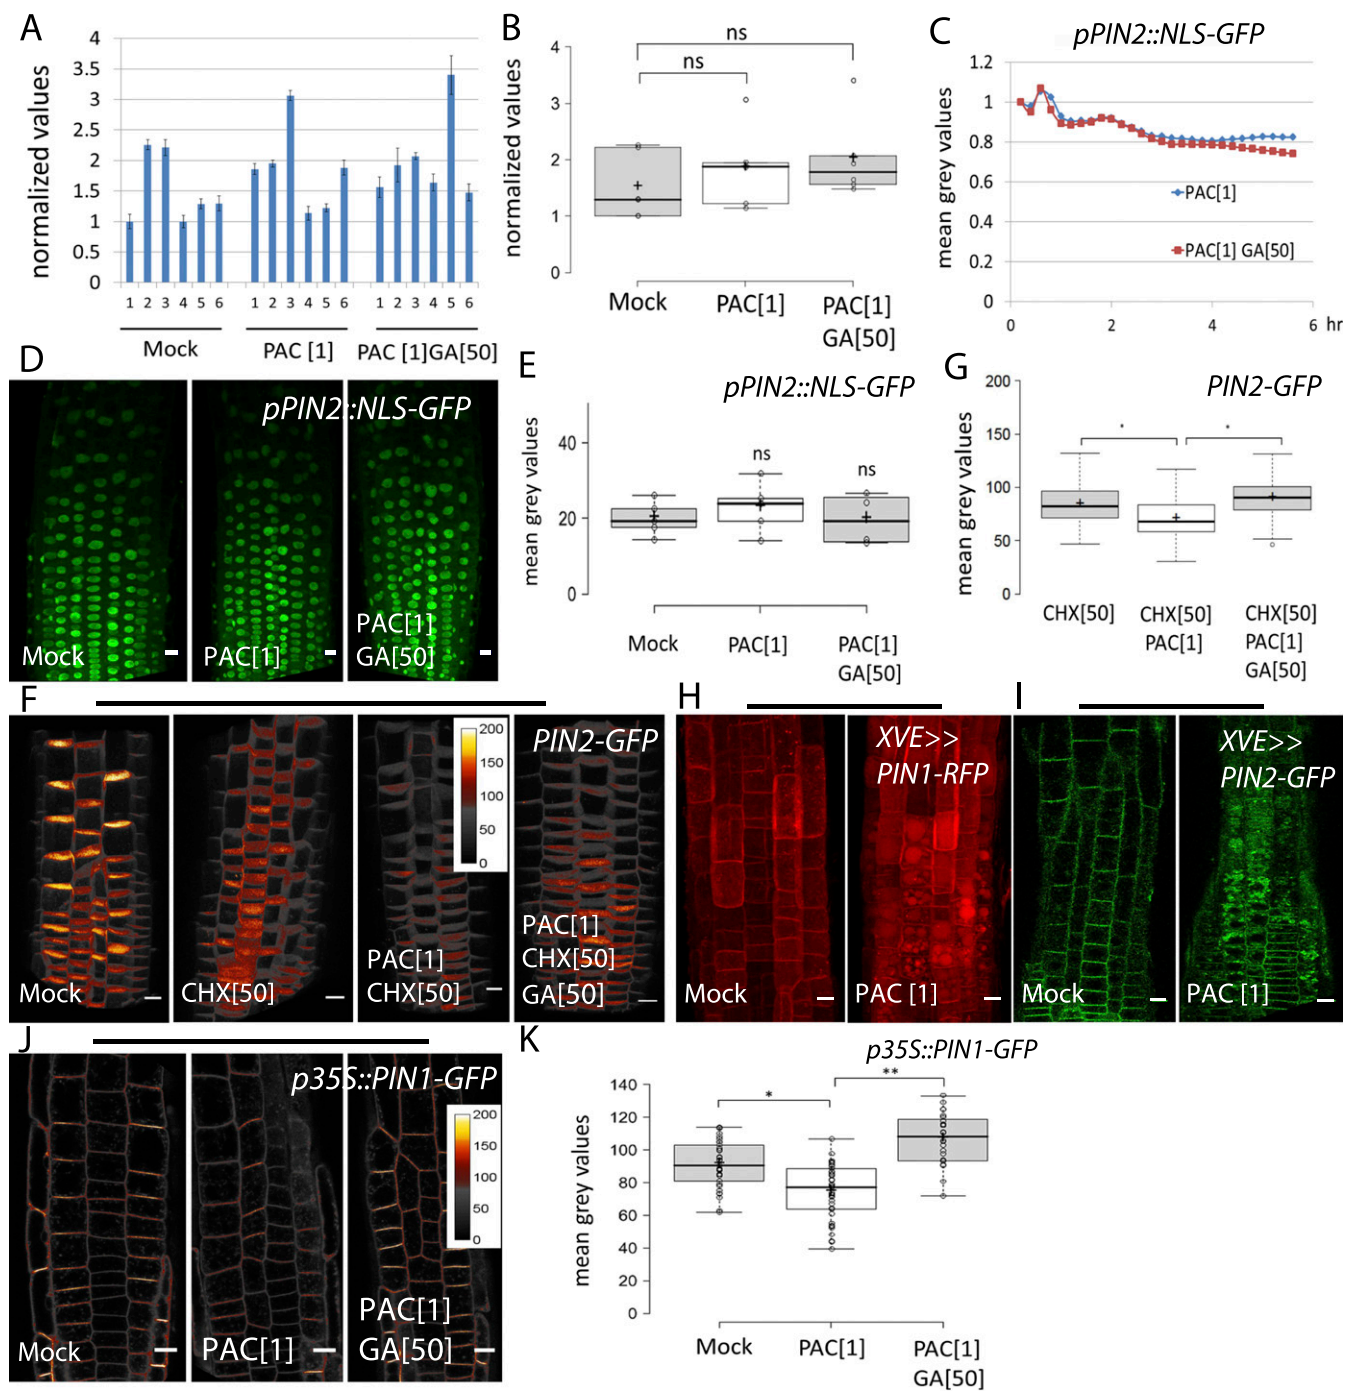 A
normalized values
4
3.5
3
2.5
2
1.5
1
0.5
0
1 2 3 4 5 6 1 2 3 4 5 6 1 2 3 4 5 6
Mock PAC [1] PAC [1]GA[50]
B
normalized values
4
3
2
1
0
ns
ns
Mock PAC[1] PAC[1]
GA[50]
C
pPIN2::NLS-GFP
mean grey values
1.2
1
0.8
0.6
0.4
0.2
0
PAC[1]
PAC[1] GA[50]
0 2 4 6 hr
D
pPIN2::NLS-GFP
Mock
PAC[1]
PAC[1]
GA[50]
E
pPIN2::NLS-GFP
mean grey values
40
20
0
ns
ns
Mock PAC[1] PAC[1]
GA[50]
G
PIN2-GFP
mean grey values
200
150
100
50
0
*
*
CHX[50] CHX[50] CHX[50]
PAC[1] PAC[1]
GA[50]
F
PIN2-GFP
200
150
100
50
0
Mock
CHX[50]
PAC[1]
CHX[50]
PAC[1]
CHX[50]
GA[50]
H
XVE>>
PIN1-RFP
Mock
PAC [1]
I
XVE>>
PIN2-GFP
Mock
PAC [1]
J
p35S::PIN1-GFP
200
150
100
50
0
Mock
PAC[1]
PAC[1]
GA[50]
K
p35S::PIN1-GFP
mean grey values
140
120
100
80
60
40
20
0
*
**
Mock PAC[1] PAC[1]
GA[50]